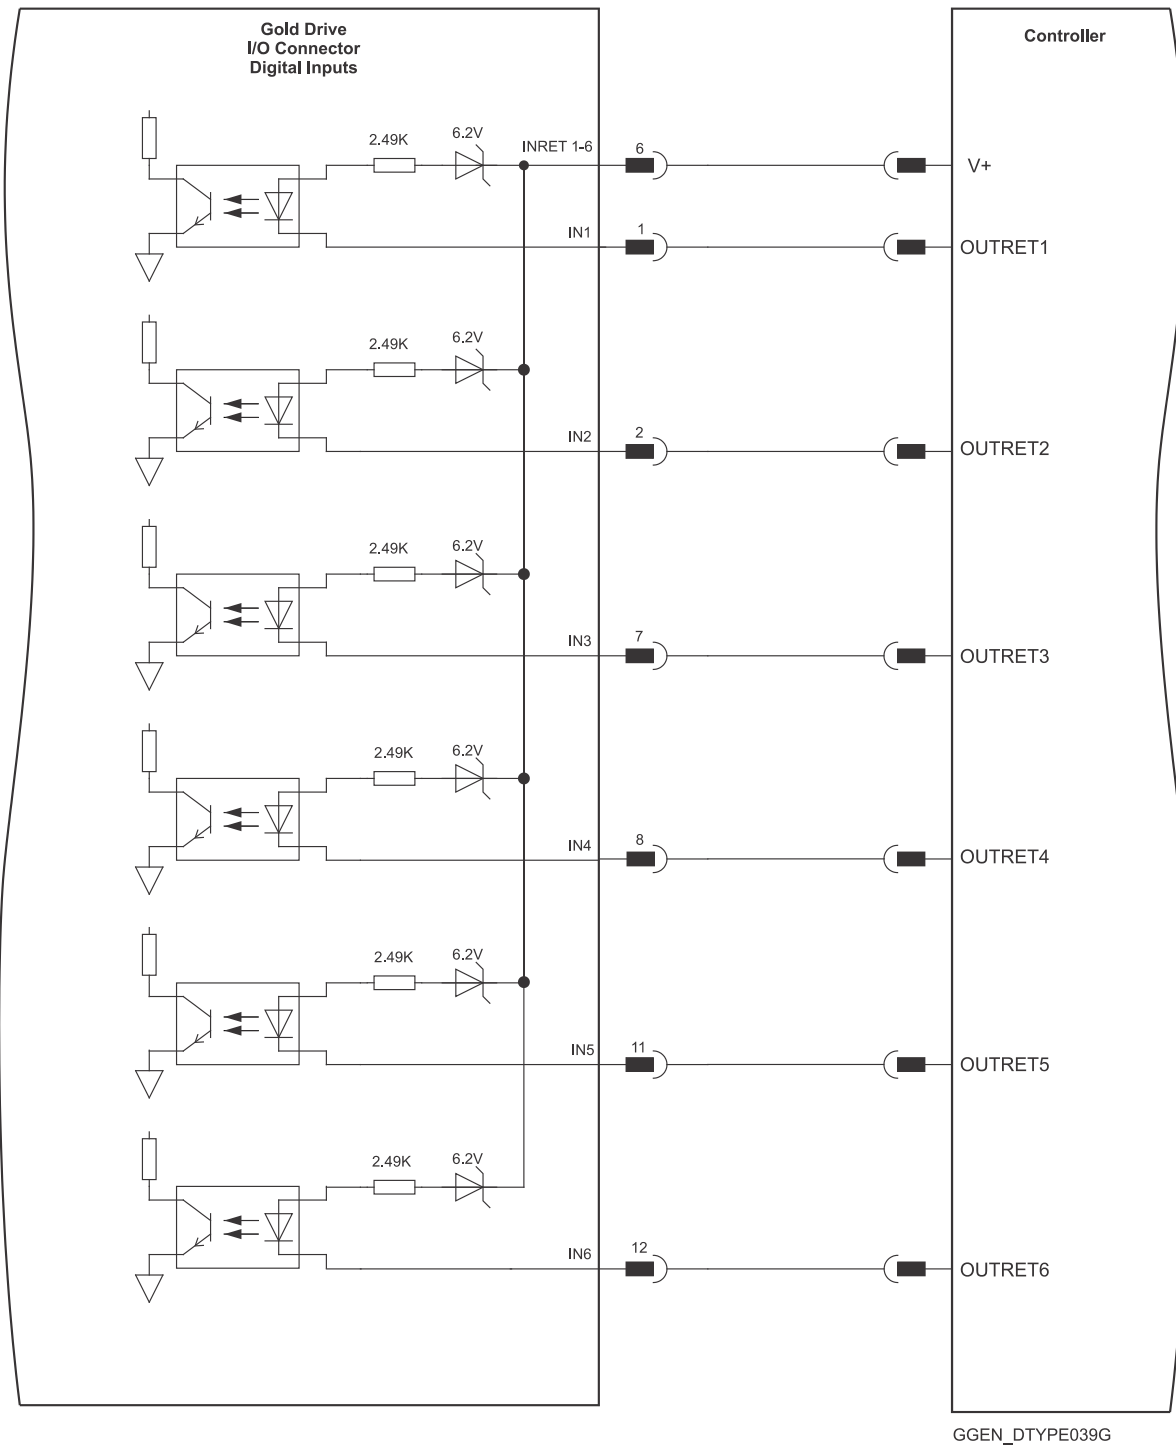 Gold Drive
I/O Connector
Digital Inputs
Controller
2.49K
6.2V
INRET 1-6
6
V+
IN1
1
OUTRET1
2.49K
6.2V
IN2
2
OUTRET2
2.49K
6.2V
IN3
7
OUTRET3
2.49K
6.2V
IN4
8
OUTRET4
2.49K
6.2V
IN5
11
OUTRET5
2.49K
6.2V
IN6
12
OUTRET6
GGEN_DTYPE039G